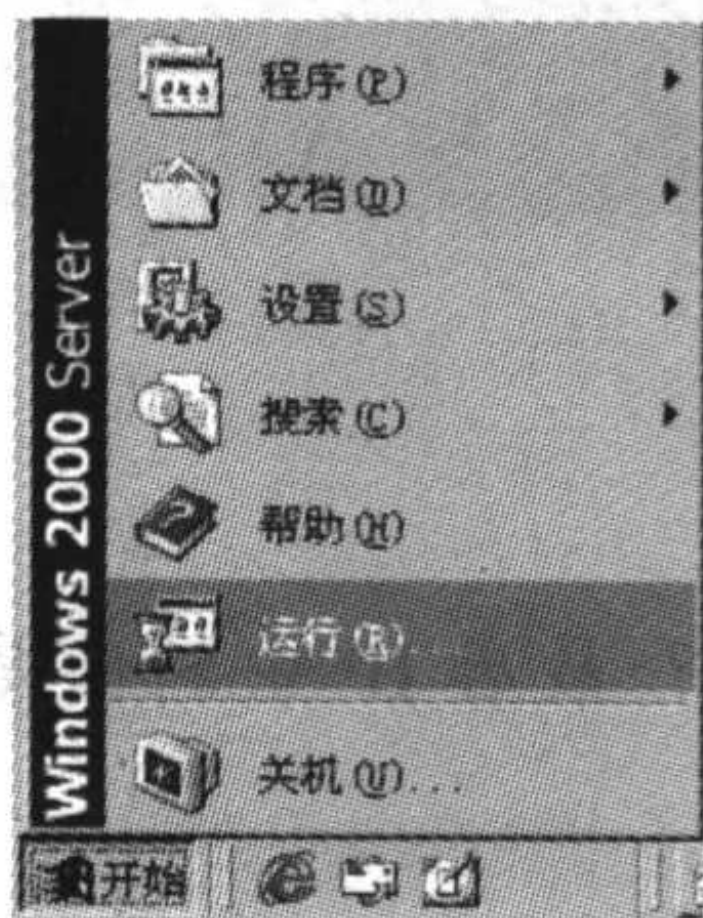 程序(P)
文档(D)
设置(S)
搜索(C)
帮助(H)
运行(R)...
关机(U)...
Windows 2000 Server
开始